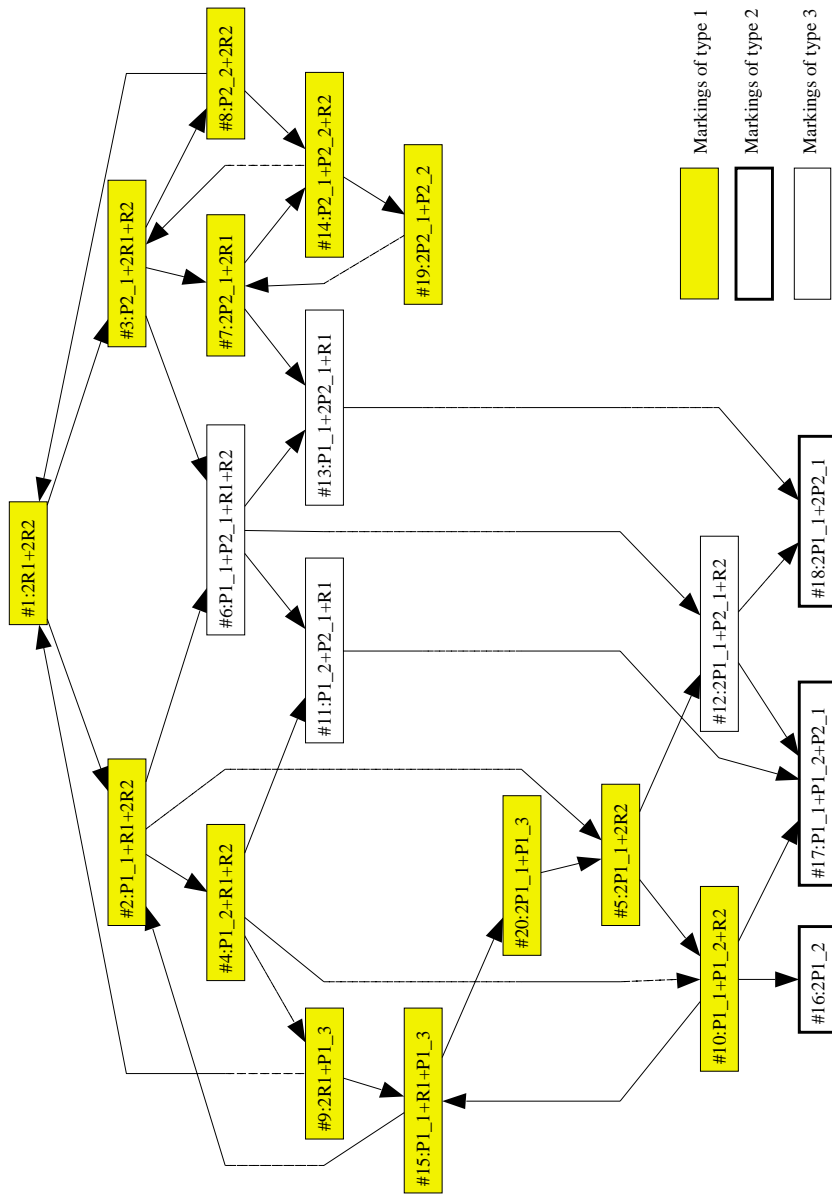 #1:2R1+2R2
#2:P1_1+R1+2R2
#3:P2_1+2R1+R2
#4:P1_2+R1+R2
#6:P1_1+P2_1+R1+R2
#7:2P2_1+2R1
#8:P2_2+2R2
#9:2R1+P1_3
#11:P1_2+P2_1+R1
#13:P1_1+2P2_1+R1
#14:P2_1+P2_2+R2
#15:P1_1+R1+P1_3
#19:2P2_1+P2_2
#20:2P1_1+P1_3
#5:2P1_1+2R2
#10:P1_1+P1_2+R2
#12:2P1_1+P2_1+R2
#16:2P1_2
#17:P1_1+P1_2+P2_1
#18:2P1_1+2P2_1
Markings of type 1
Markings of type 2
Markings of type 3